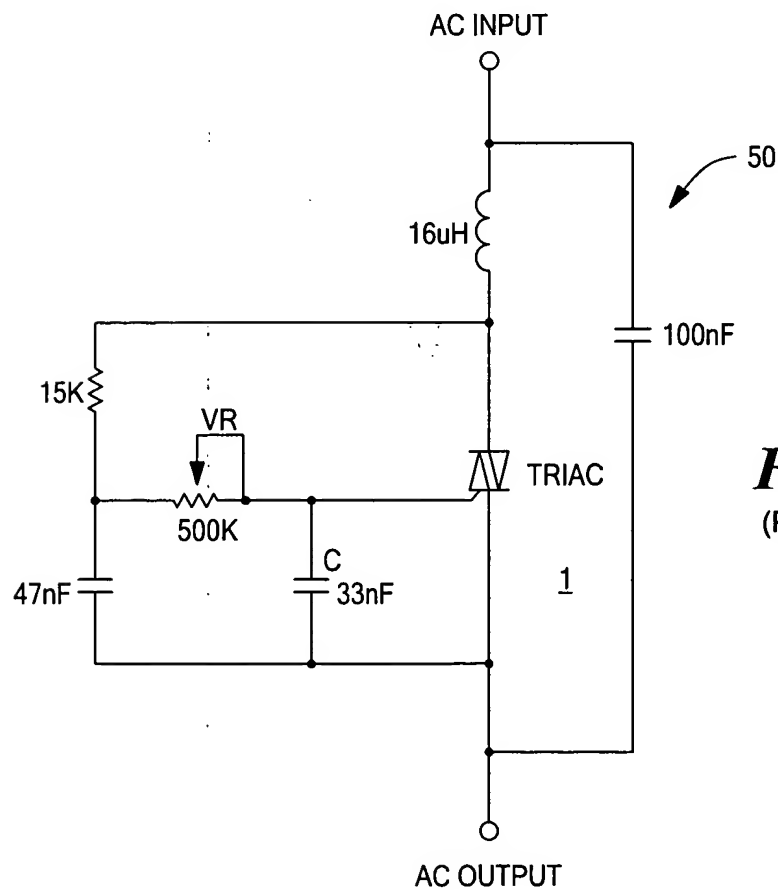 AC INPUT
50
16uH
100nF
15K
VR
TRIAC
500K
C
47nF
33nF
1
AC OUTPUT